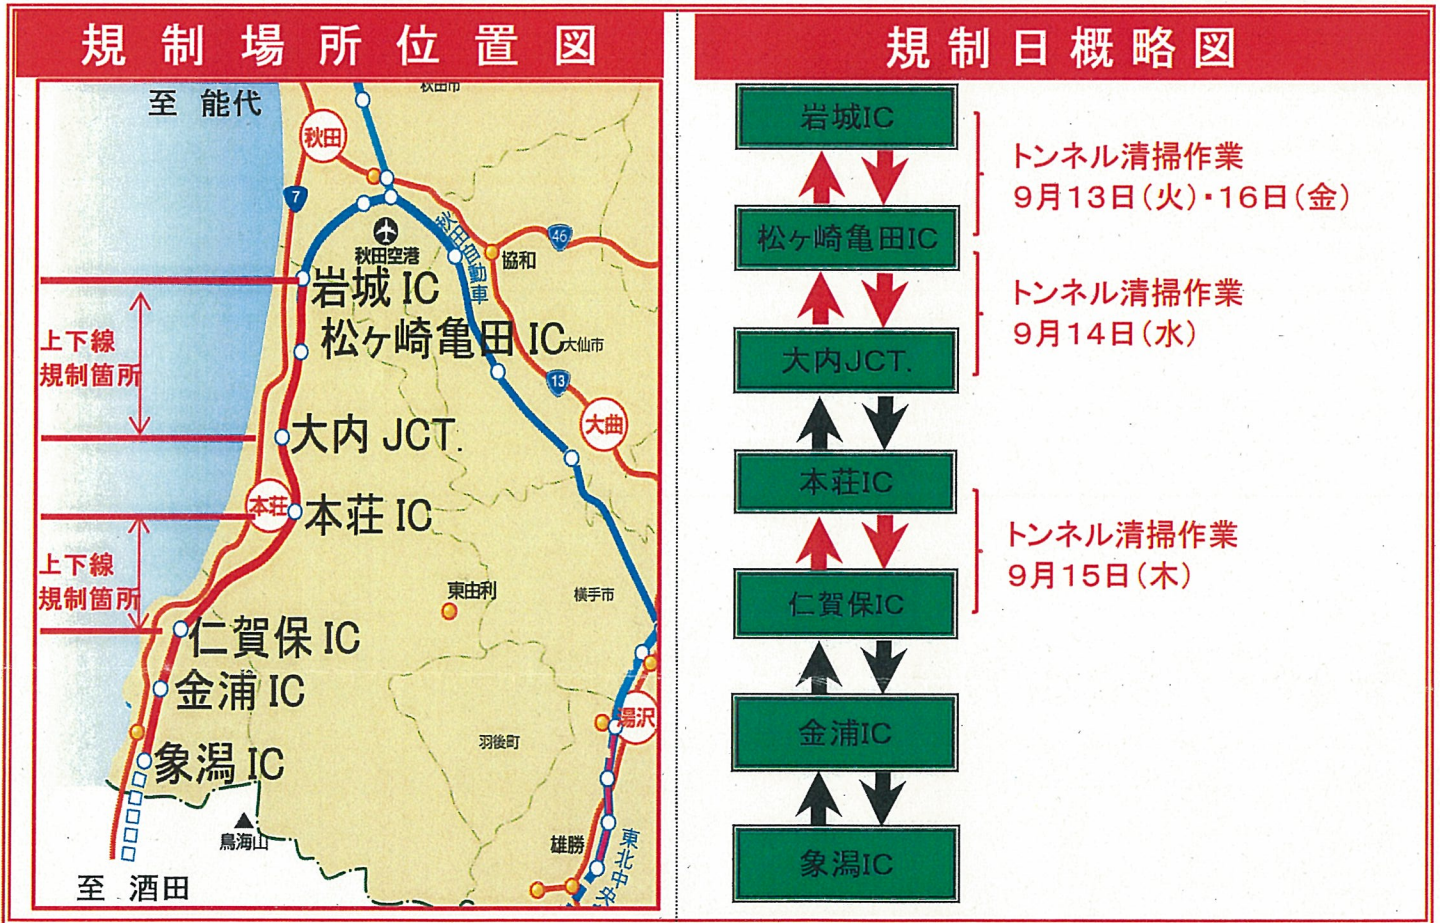 規制場所位置図
至 能代
秋田市
秋田
7
秋田空港
秋田自動車
46
協和
岩城 IC
松ヶ崎亀田 IC
大仙市
上下線
規制箇所
13
大曲
大内 JCT.
本荘
本荘 IC
上下線
規制箇所
東由利
横手市
仁賀保 IC
金浦 IC
湯沢
羽後町
象潟 IC
鳥海山
雄勝
東北中央
至 酒田
規制日概略図
岩城IC
トンネル清掃作業
9月13日(火)・16日(金)
松ヶ崎亀田IC
トンネル清掃作業
9月14日(水)
大内JCT.
本荘IC
トンネル清掃作業
9月15日(木)
仁賀保IC
金浦IC
象潟IC